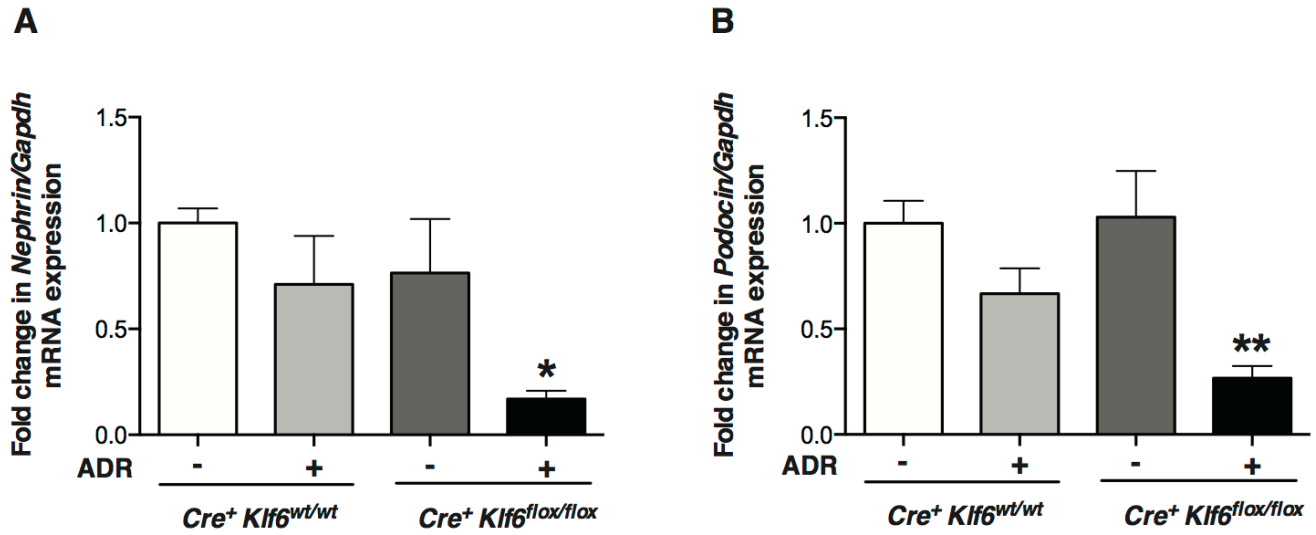 A
Fold change in Nephrin/Gapdh
mRNA expression
1.5
1.0
0.5
0.0
*
ADR - + - +
Cre+ Klf6wt/wt Cre+ Klf6flox/flox
B
Fold change in Podocin/Gapdh
mRNA expression
1.5
1.0
0.5
0.0
**
ADR - + - +
Cre+ Klf6wt/wt Cre+ Klf6flox/flox